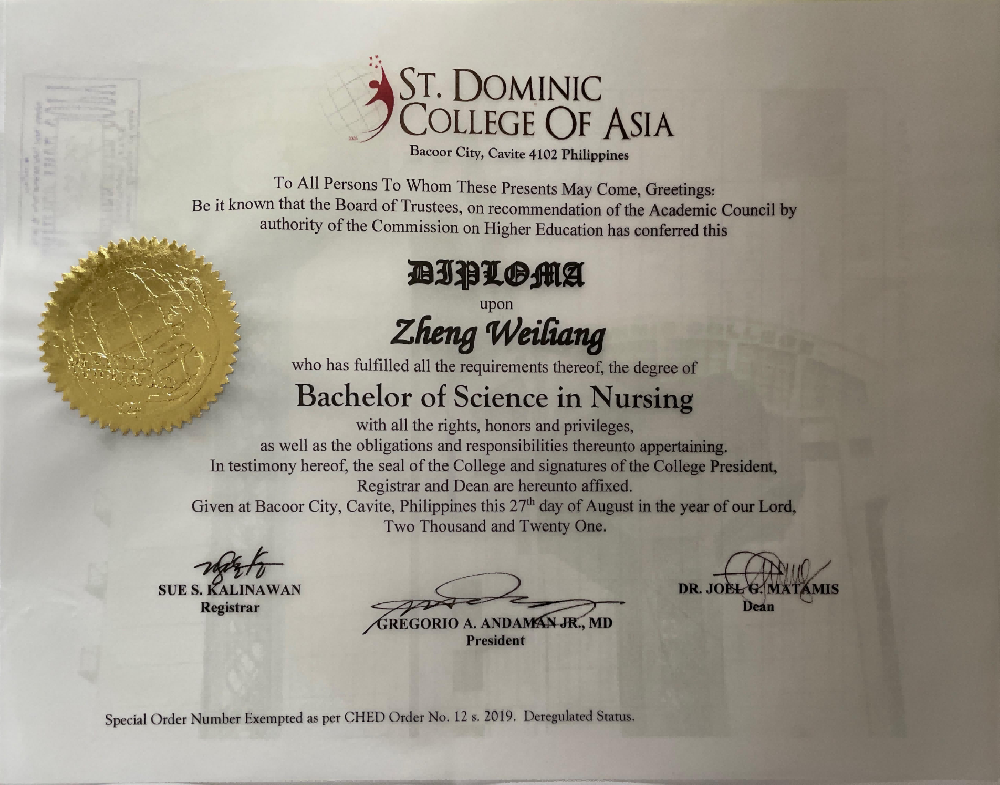 ST. DOMINIC
COLLEGE OF ASIA
Bacoor City, Cavite 4102 Philippines
To All Persons To Whom These Presents May Come, Greetings:
Be it known that the Board of Trustees, on recommendation of the Academic Council by
authority of the Commission on Higher Education has conferred this
DIPLOMA
upon
Zheng Weiliang
who has fulfilled all the requirements thereof, the degree of
Bachelor of Science in Nursing
with all the rights, honors and privileges,
as well as the obligations and responsibilities thereunto appertaining.
In testimony hereof, the seal of the College and signatures of the College President,
Registrar and Dean are hereunto affixed.
Given at Bacoor City, Cavite, Philippines this 27th day of August in the year of our Lord,
Two Thousand and Twenty One.
SUE S. KALINAWAN
Registrar
DR. JOEL G. MATAMIS
Dean
GREGORIO A. ANDAMAN JR., MD
President
Special Order Number Exempted as per CHED Order No. 12 s. 2019. Deregulated Status.